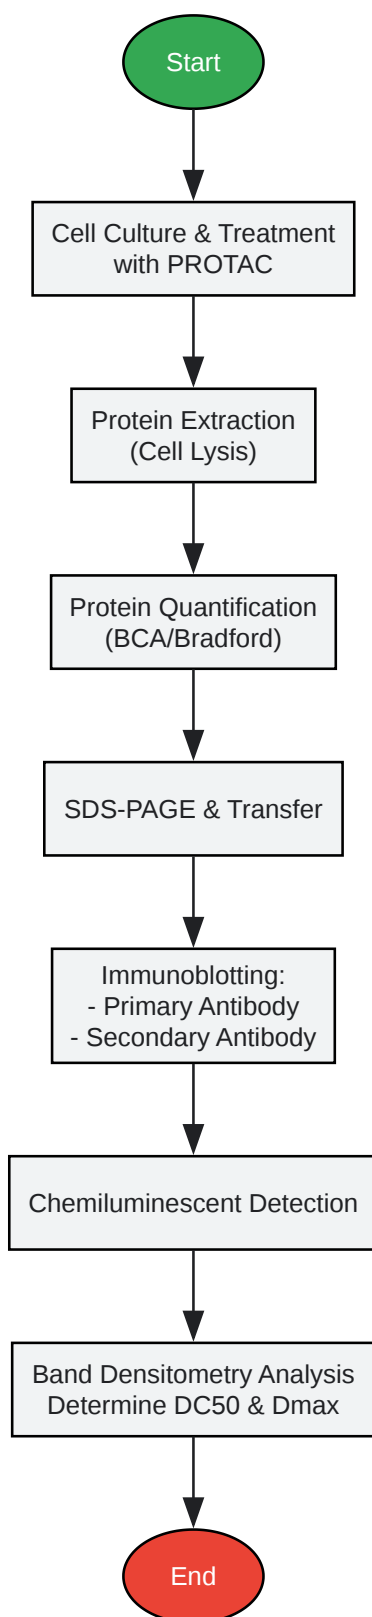 Start
Cell Culture & Treatment
with PROTAC
Protein Extraction
(Cell Lysis)
Protein Quantification
(BCA/Bradford)
SDS-PAGE & Transfer
Immunoblotting:
- Primary Antibody
- Secondary Antibody
Chemiluminescent Detection
Band Densitometry Analysis
Determine DC50 & Dmax
End